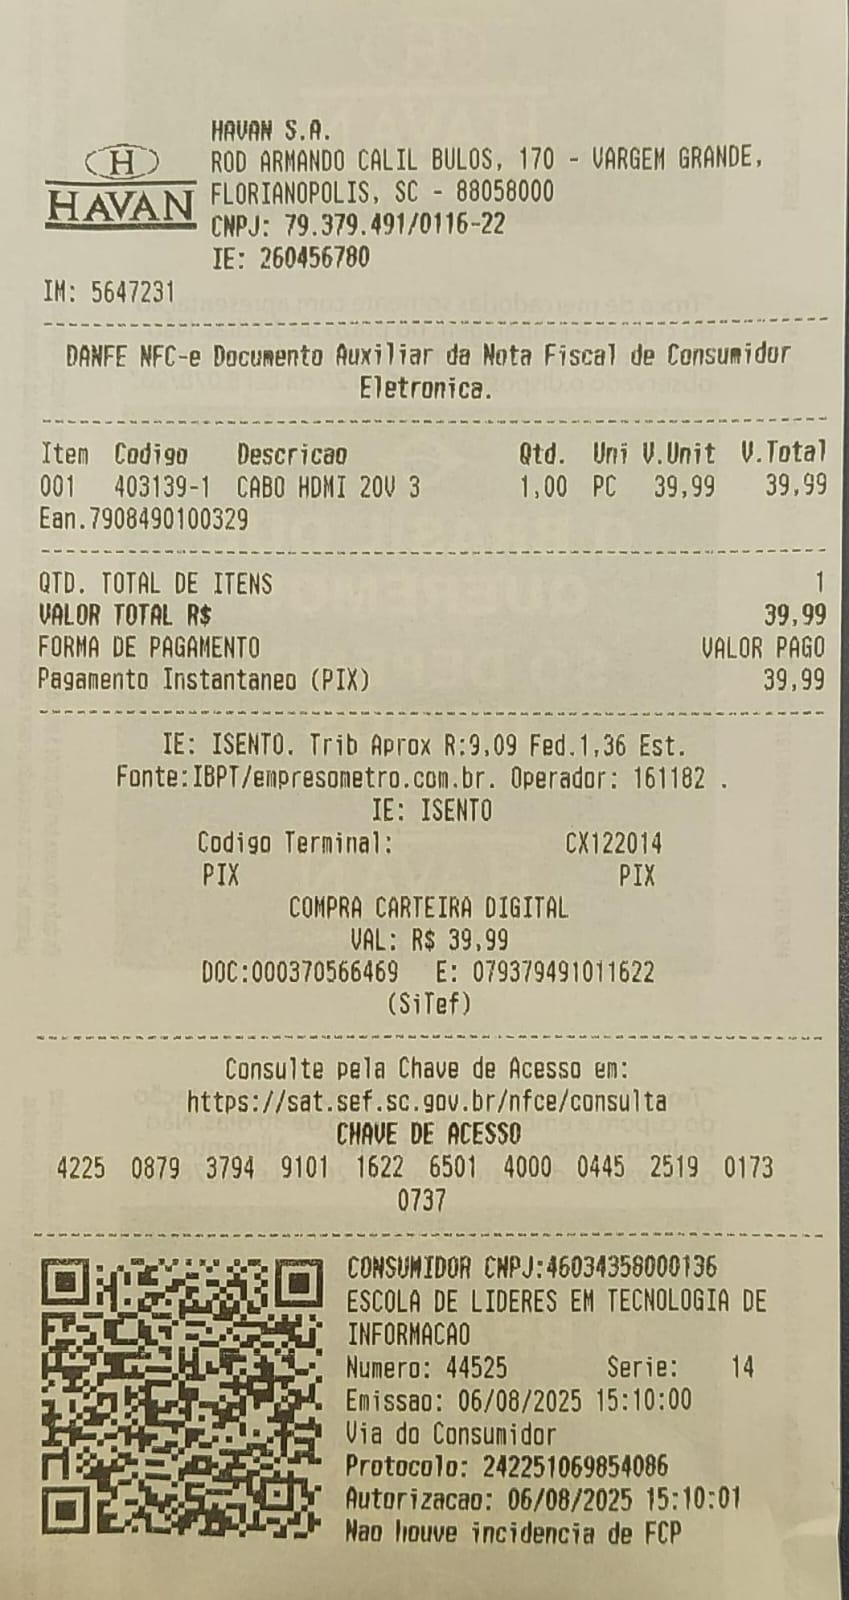 HAVAN S.A.
H
HAVAN
ROD ARMANDO CALIL BULOS, 170 - VARGEM GRANDE,
FLORIANOPOLIS, SC - 88058000
CNPJ: 79.379.491/0116-22
IE: 260456780
IM: 5647231
DANFE NFC-e Documento Auxiliar da Nota Fiscal de Consumidor
Eletronica.
Item Codigo Descricao Qtd. Uni V.Unit V.Total
001 403139-1 CABO HDMI 20V 3 1,00 PC 39,99 39,99
Ean.7908490100329
QTD. TOTAL DE ITENS 1
VALOR TOTAL R$ 39,99
FORMA DE PAGAMENTO VALOR PAGO
Pagamento Instantaneo (PIX) 39,99
IE: ISENTO. Trib Aprox R:9,09 Fed.1,36 Est.
Fonte:IBPT/empresometro.com.br. Operador: 161182 .
IE: ISENTO
Codigo Terminal: CX122014
PIX PIX
COMPRA CARTEIRA DIGITAL
VAL: R$ 39,99
DOC:000370566469 E: 079379491011622
(SiTef)
Consulte pela Chave de Acesso em:
https://sat.sef.sc.gov.br/nfce/consulta
CHAVE DE ACESSO
4225 0879 3794 9101 1622 6501 4000 0445 2519 0173
0737
CONSUMIDOR CNPJ:46034358000136
ESCOLA DE LIDERES EM TECNOLOGIA DE
INFORMACAO
Numero: 44525 Serie: 14
Emissao: 06/08/2025 15:10:00
Via do Consumidor
Protocolo: 242251069854086
Autorizacao: 06/08/2025 15:10:01
Nao houve incidencia de FCP